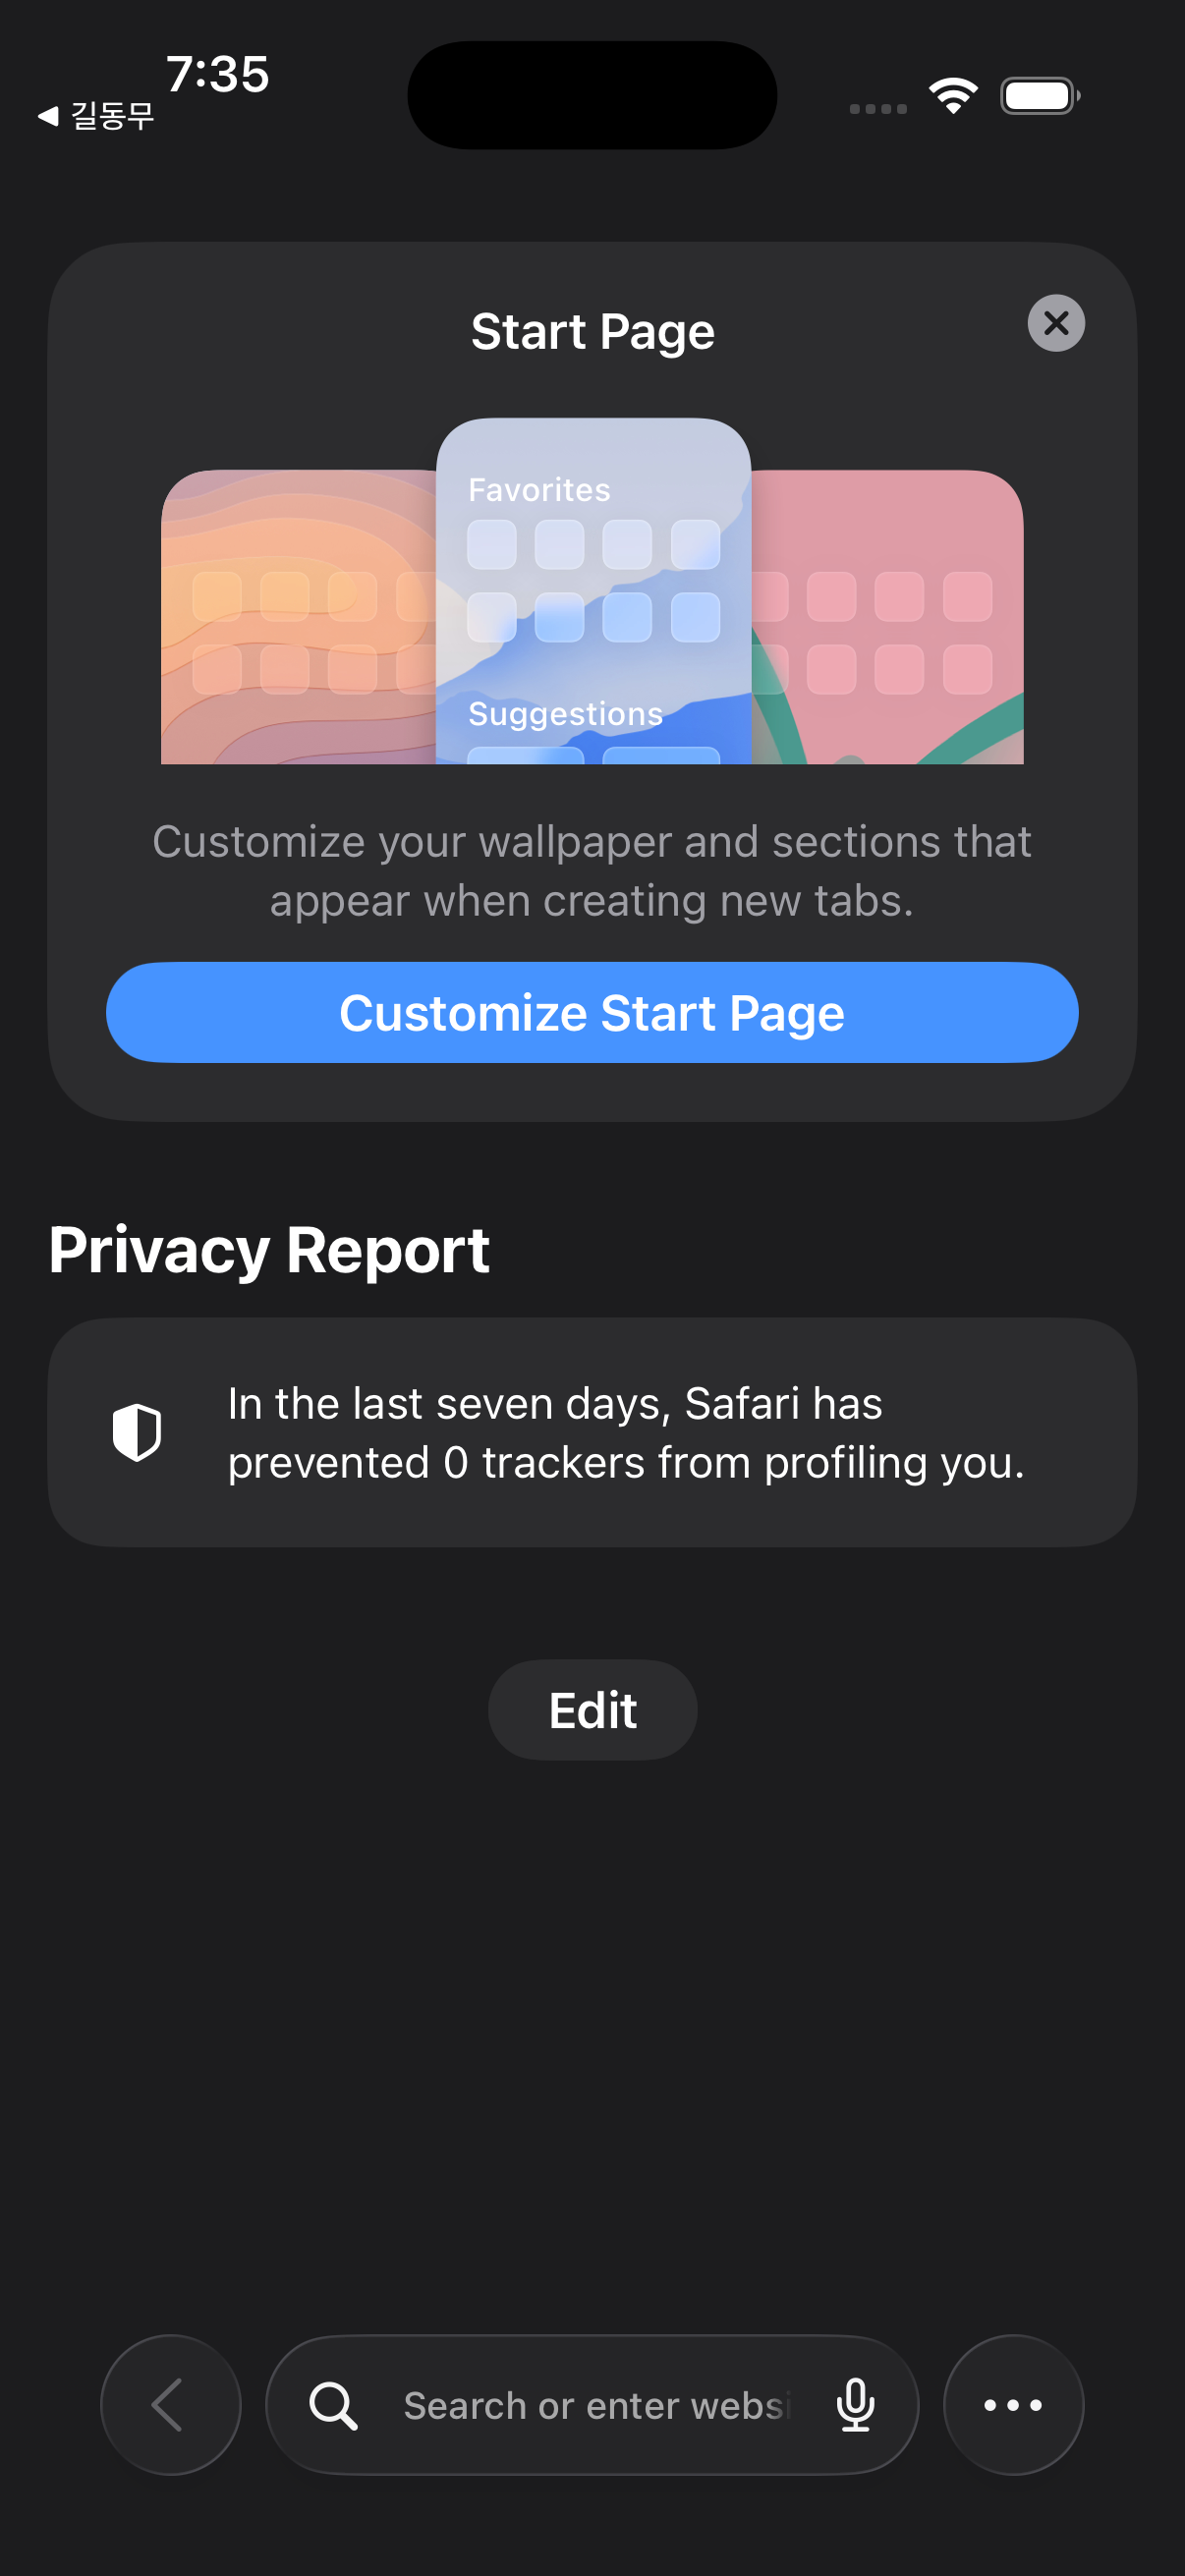 7:35
길동무
Start Page
Favorites
Suggestions
Customize your wallpaper and sections that
appear when creating new tabs.
Customize Start Page
Privacy Report
In the last seven days, Safari has
prevented 0 trackers from profiling you.
Edit
Search or enter websi